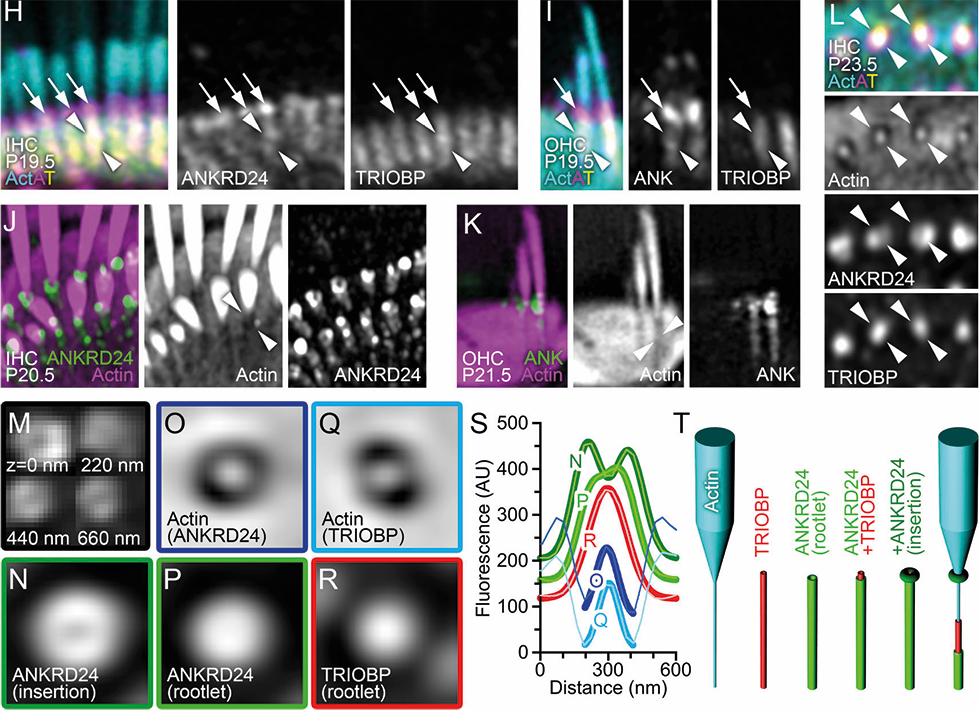 H
IHC
P19.5
ActAT
ANKRD24
TRIOBP
I
OHC
P19.5
ActAT
ANK
TRIOBP
L
IHC
P23.5
ActAT
Actin
ANKRD24
TRIOBP
J
IHC ANKRD24
P20.5 Actin
Actin
ANKRD24
K
OHC ANK
P21.5 Actin
Actin
ANK
M
z=0 nm 220 nm
440 nm 660 nm
O
Actin
(ANKRD24)
Q
Actin
(TRIOBP)
N
ANKRD24
(insertion)
P
ANKRD24
(rootlet)
R
TRIOBP
(rootlet)
S
Fluorescence (AU)
500
400
300
200
100
0
N
P
R
O
Q
0 300 600
Distance (nm)
T
Actin
TRIOBP
ANKRD24
(rootlet)
ANKRD24
+TRIOBP
+ANKRD24
(insertion)